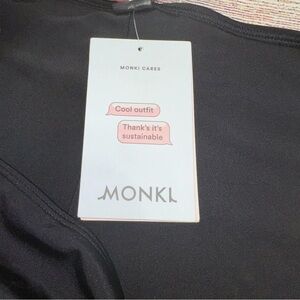 MONKI CARES
Cool outfit
Thank's it's
sustainable
MONKI